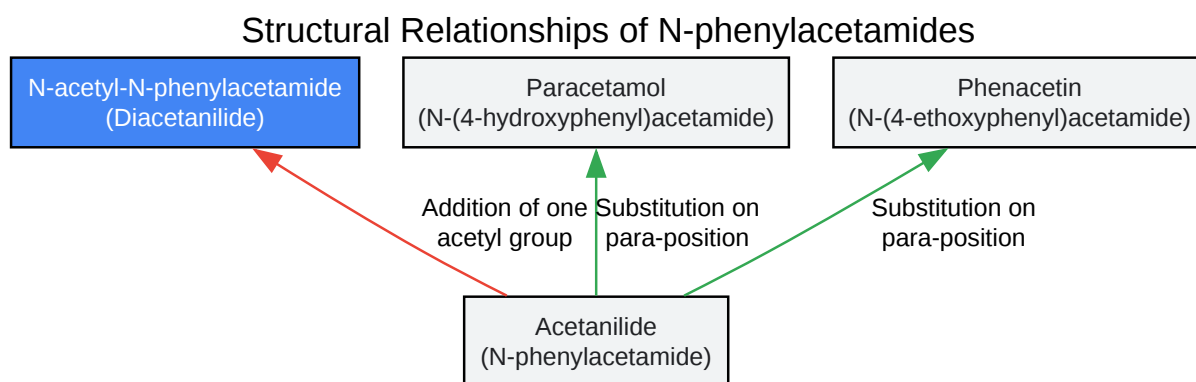 Structural Relationships of N-phenylacetamides
N-acetyl-N-phenylacetamide
(Diacetanilide)
Paracetamol
(N-(4-hydroxyphenyl)acetamide)
Phenacetin
(N-(4-ethoxyphenyl)acetamide)
Addition of one
acetyl group
Substitution on
para-position
Substitution on
para-position
Acetanilide
(N-phenylacetamide)